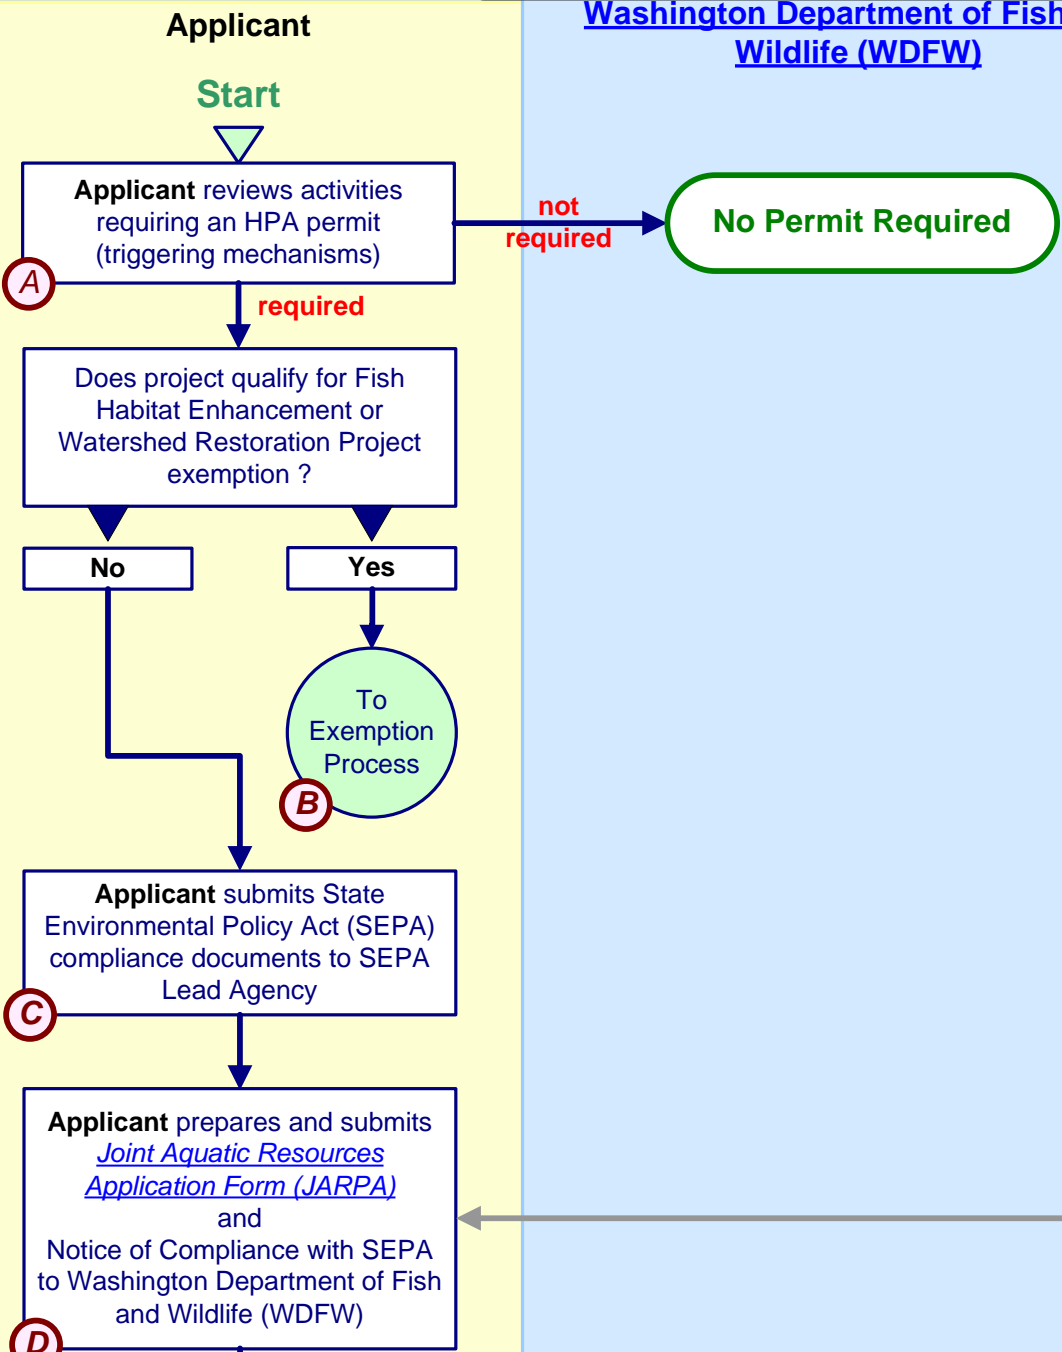 Applicant
Washington Department of Fish
Wildlife (WDFW)
Start
Applicant reviews activities
requiring an HPA permit
(triggering mechanisms)
A
not
required
No Permit Required
required
Does project qualify for Fish
Habitat Enhancement or
Watershed Restoration Project
exemption ?
No
Yes
To
Exemption
Process
B
Applicant submits State
Environmental Policy Act (SEPA)
compliance documents to SEPA
Lead Agency
C
Applicant prepares and submits
Joint Aquatic Resources
Application Form (JARPA)
and
Notice of Compliance with SEPA
to Washington Department of Fish
and Wildlife (WDFW)
D